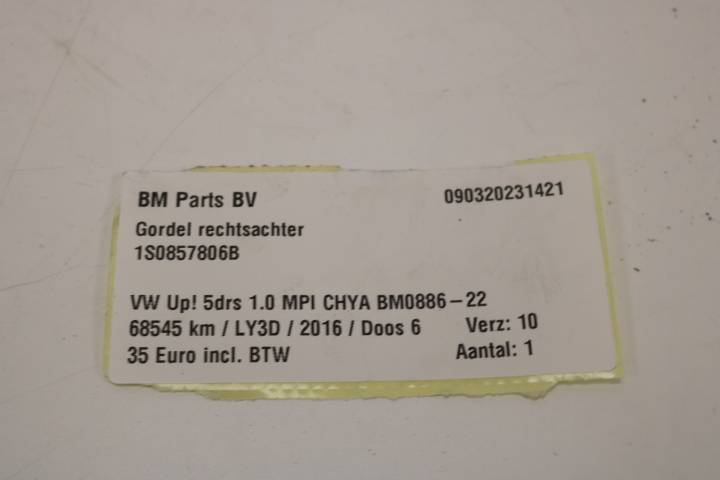 BM Parts BV 090320231421
Gordel rechtsachter
1S0857806B
VW Up! 5drs 1.0 MPI CHYA BM0886-22
68545 km / LY3D / 2016 / Doos 6 Verz: 10
35 Euro incl. BTW Aantal: 1